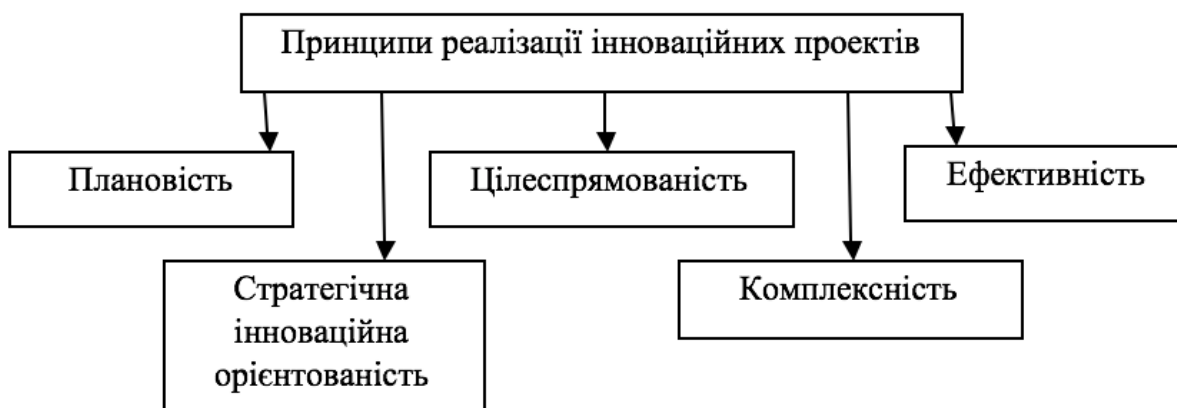 Принципи реалізації інноваційних проектів
Плановість
Цілеспрямованість
Ефективність
Стратегічна
інноваційна
орієнтованість
Комплексність